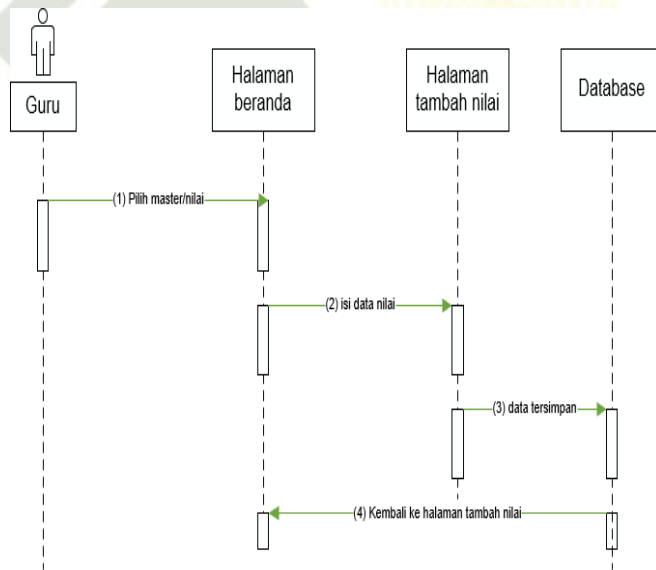 Guru
Halaman
beranda
Halaman
tambah nilai
Database
(1) Pilih master/nilai
(2) isi data nilai
(3) data tersimpan
(4) Kembali ke halaman tambah nilai